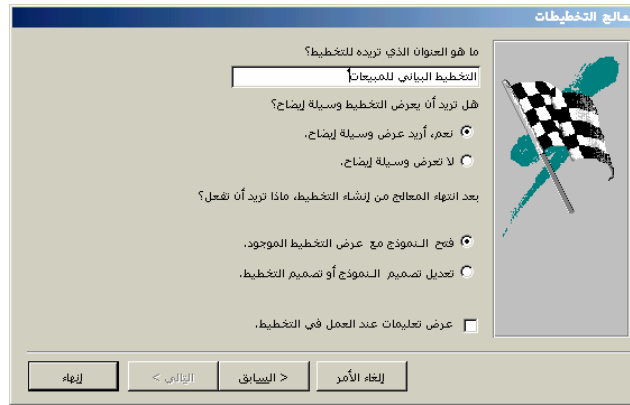 معالج التخطيطات
ما هو العنوان الذي تريده للتخطيط؟
التخطيط البياني للمبيعات
هل تريد أن يعرض التخطيط وسيلة إيضاح؟
نعم، أريد عرض وسيلة إيضاح.
لا تعرض وسيلة إيضاح.
بعد انتهاء المعالج من إنشاء التخطيط، ماذا تريد أن تفعل؟
فتح النموذج مع عرض التخطيط الموجود.
تعديل تصميم النموذج أو تصميم التخطيط.
عرض تعليمات عند العمل في التخطيط.
إلغاء الأمر
< السابق
التالي >
إنهاء